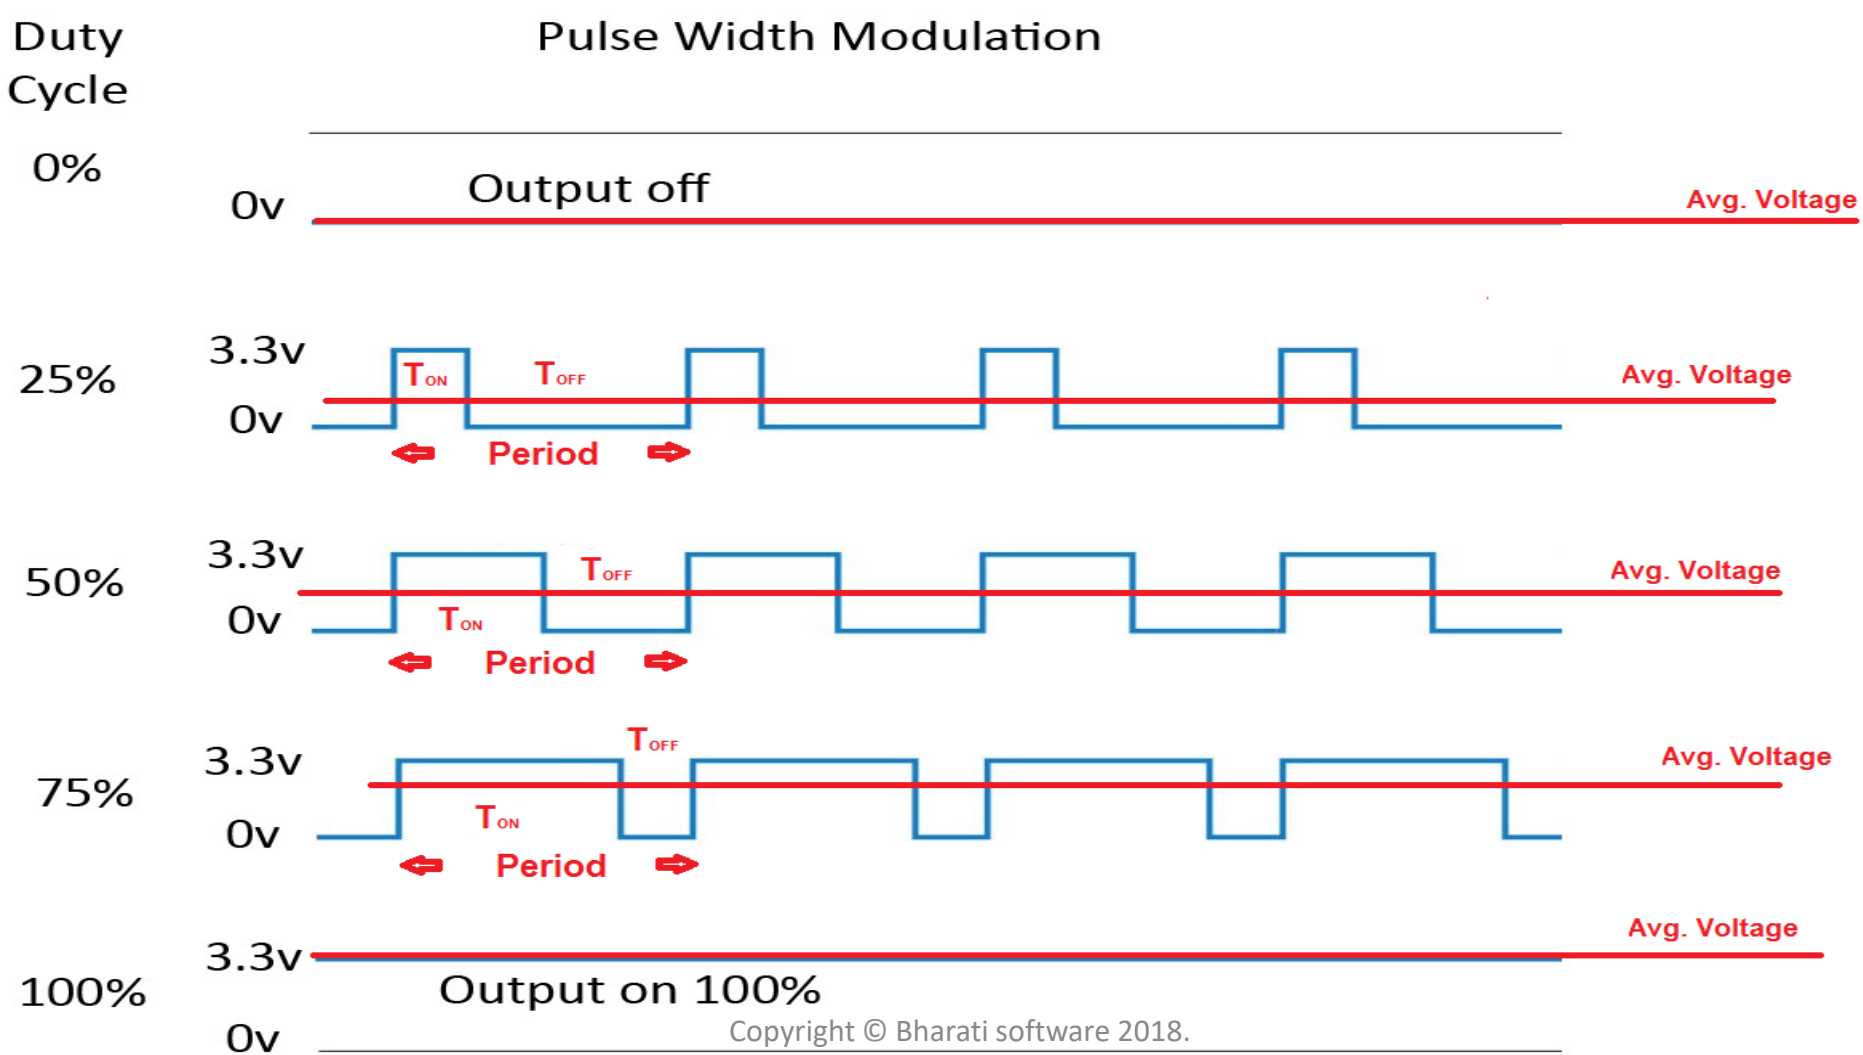 Duty
Cycle
Pulse Width Modulation
0%
0v
Output off
Avg. Voltage
25%
3.3v
0v
TON
TOFF
Avg. Voltage
Period
50%
3.3v
0v
TOFF
TON
Avg. Voltage
Period
75%
3.3v
0v
TOFF
TON
Avg. Voltage
Period
100%
3.3v
0v
Avg. Voltage
Output on 100%
Copyright © Bharati software 2018.